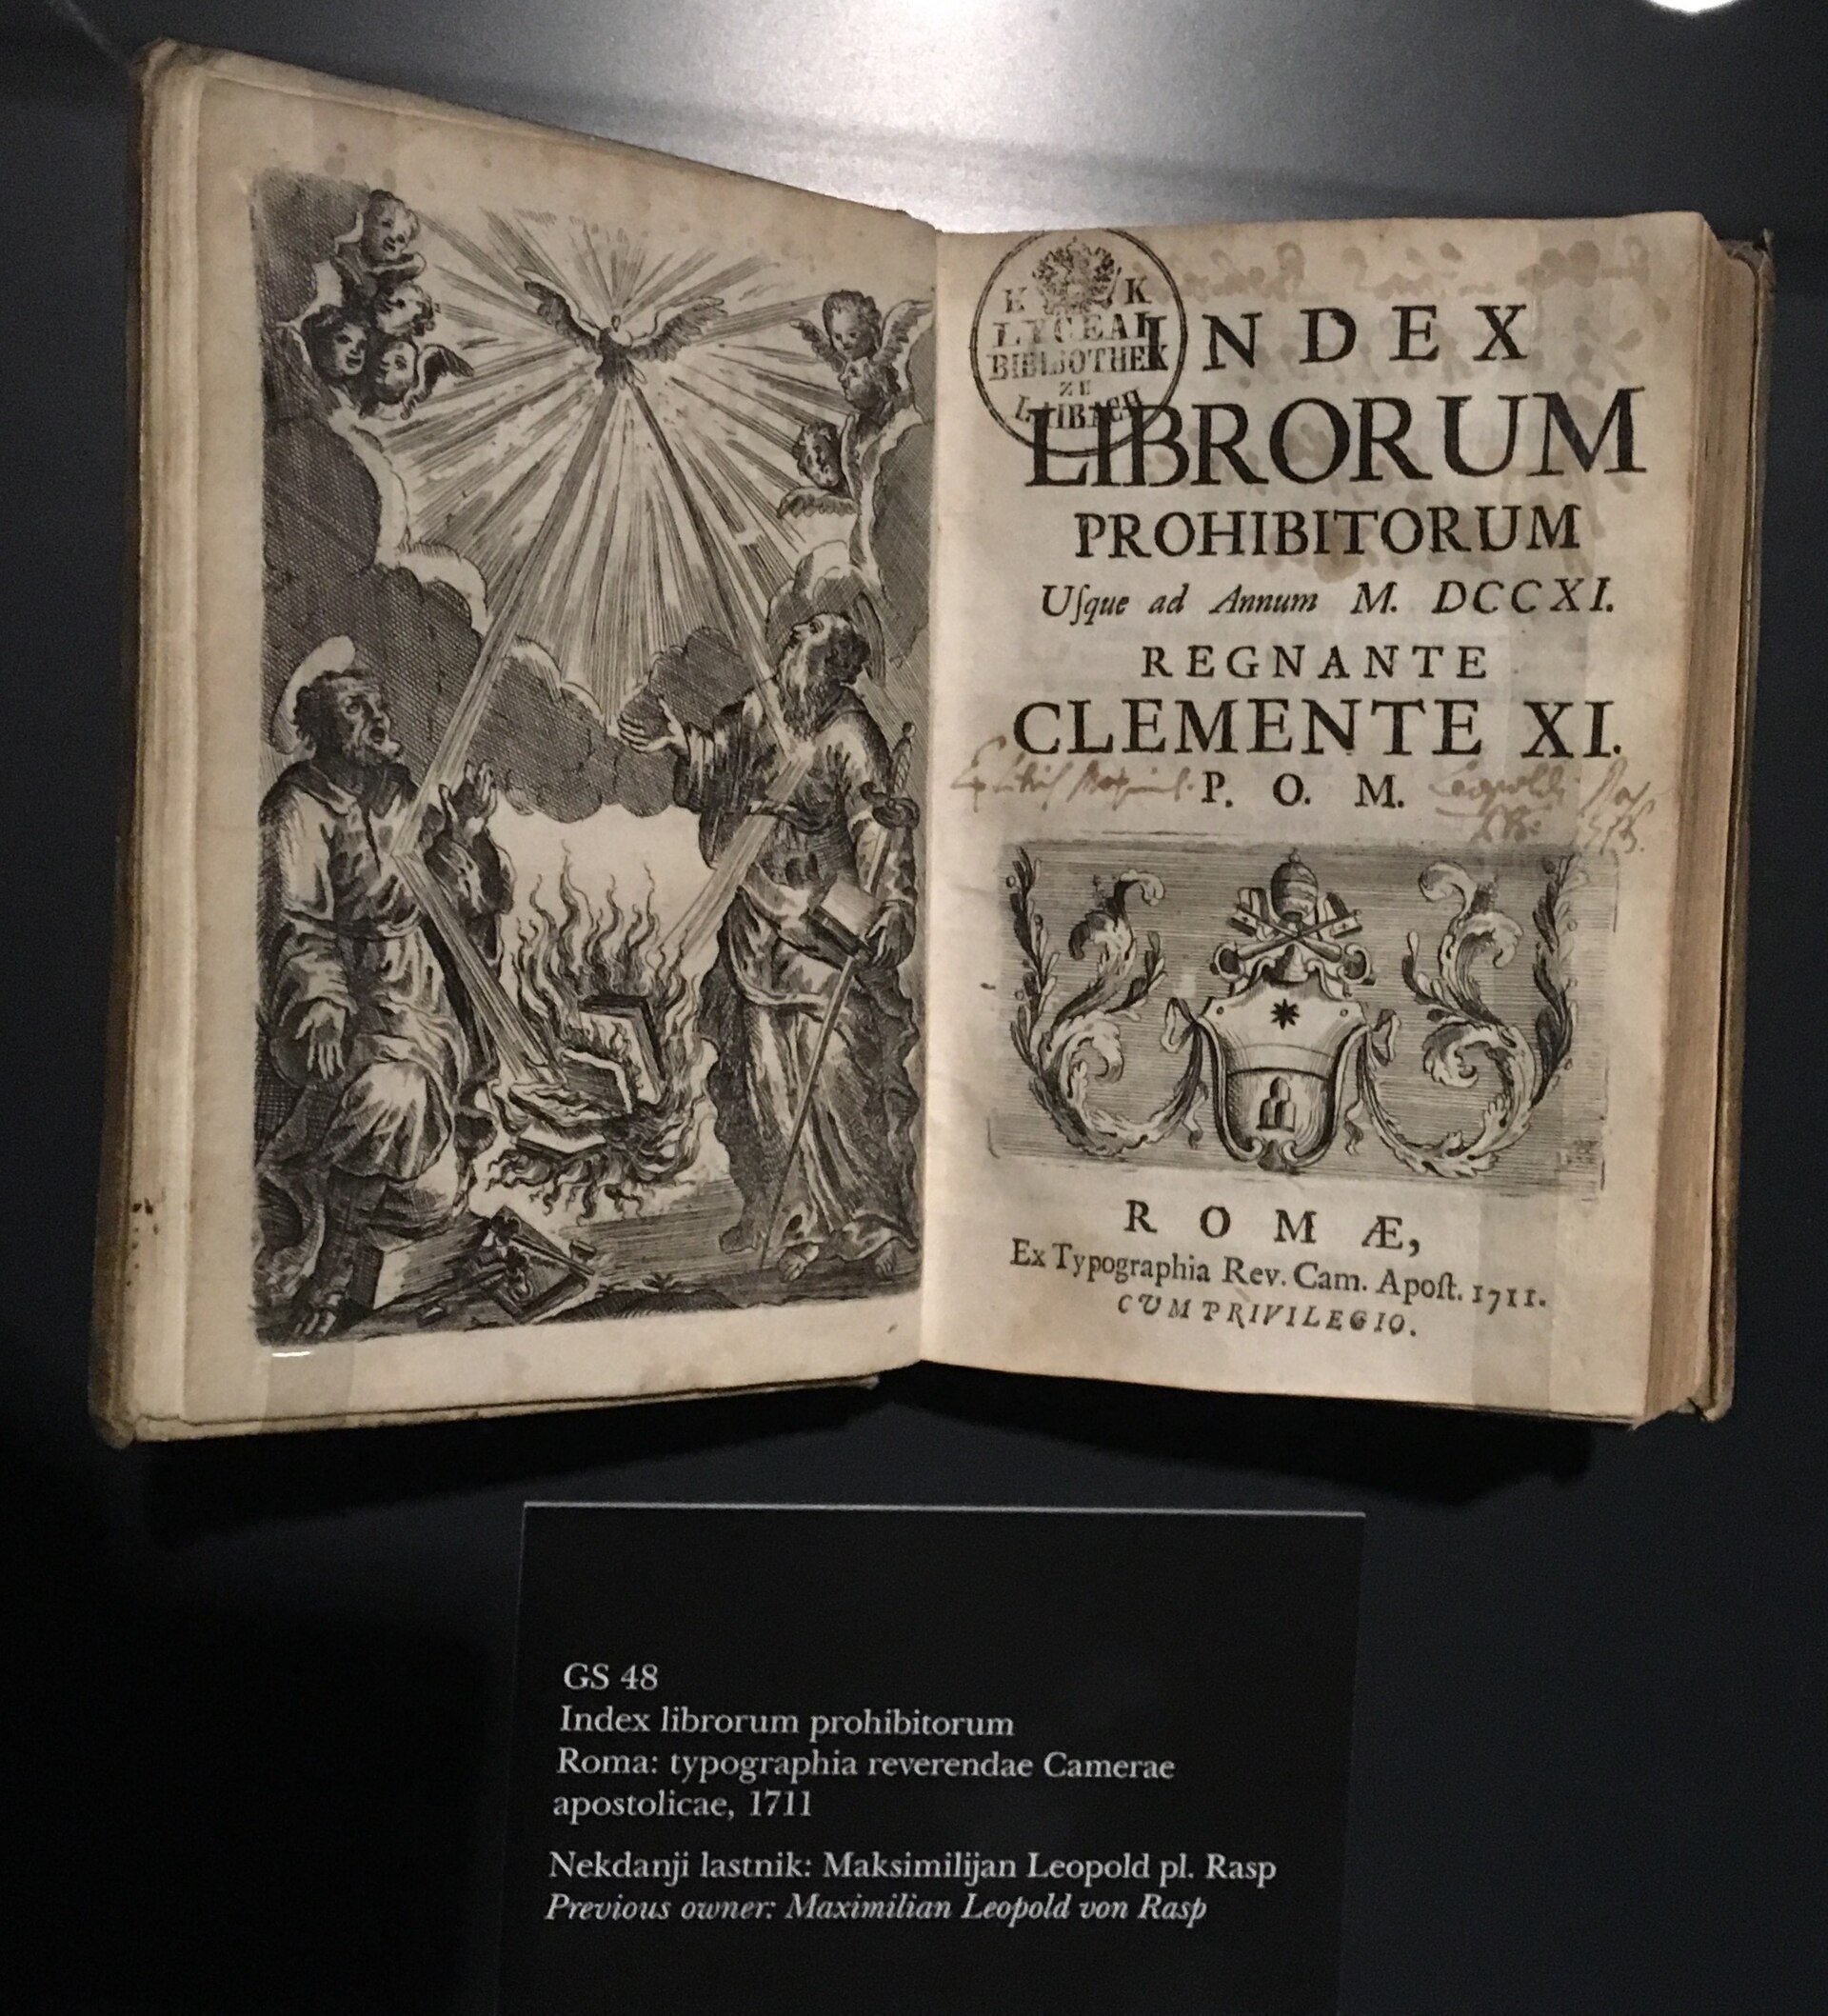 K K
LYCEAL
BIBLIOTHEK
ZU
LAIBACH
INDEX
LIBRORUM
PROHIBITORUM
Uſque ad Annum M. DCCXI.
REGNANTE
CLEMENTE XI.
P. O. M.
Leopoldi
ROMÆ,
Ex Typographia Rev. Cam. Apoſt. 1711.
CUM PRIVILEGIO.
GS 48
Index librorum prohibitorum
Roma: typographia reverendae Camerae
apostolicae, 1711
Nekdanji lastnik: Maksimilijan Leopold pl. Rasp
Previous owner: Maximilian Leopold von Rasp